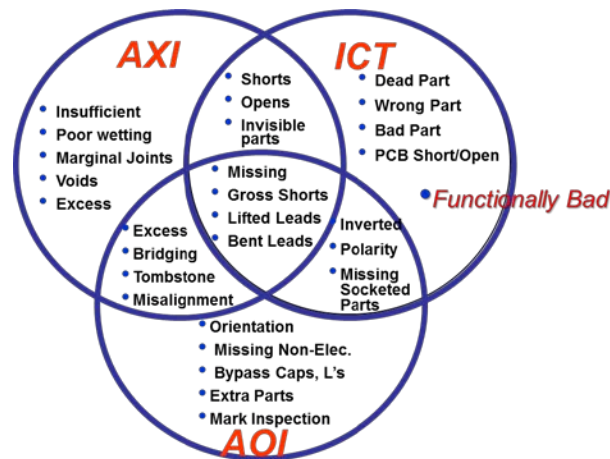 AXI
ICT
Shorts
Opens
Invisible
parts
Dead Part
Wrong Part
Bad Part
PCB Short/Open
Functionally Bad
Insufficient
Poor wetting
Marginal Joints
Voids
Excess
Missing
Gross Shorts
Lifted Leads
Bent Leads
Excess
Bridging
Tombstone
Misalignment
Inverted
Polarity
Missing
Socketed
Parts
Orientation
Missing Non-Elec.
Bypass Caps, L's
Extra Parts
Mark Inspection
AOI